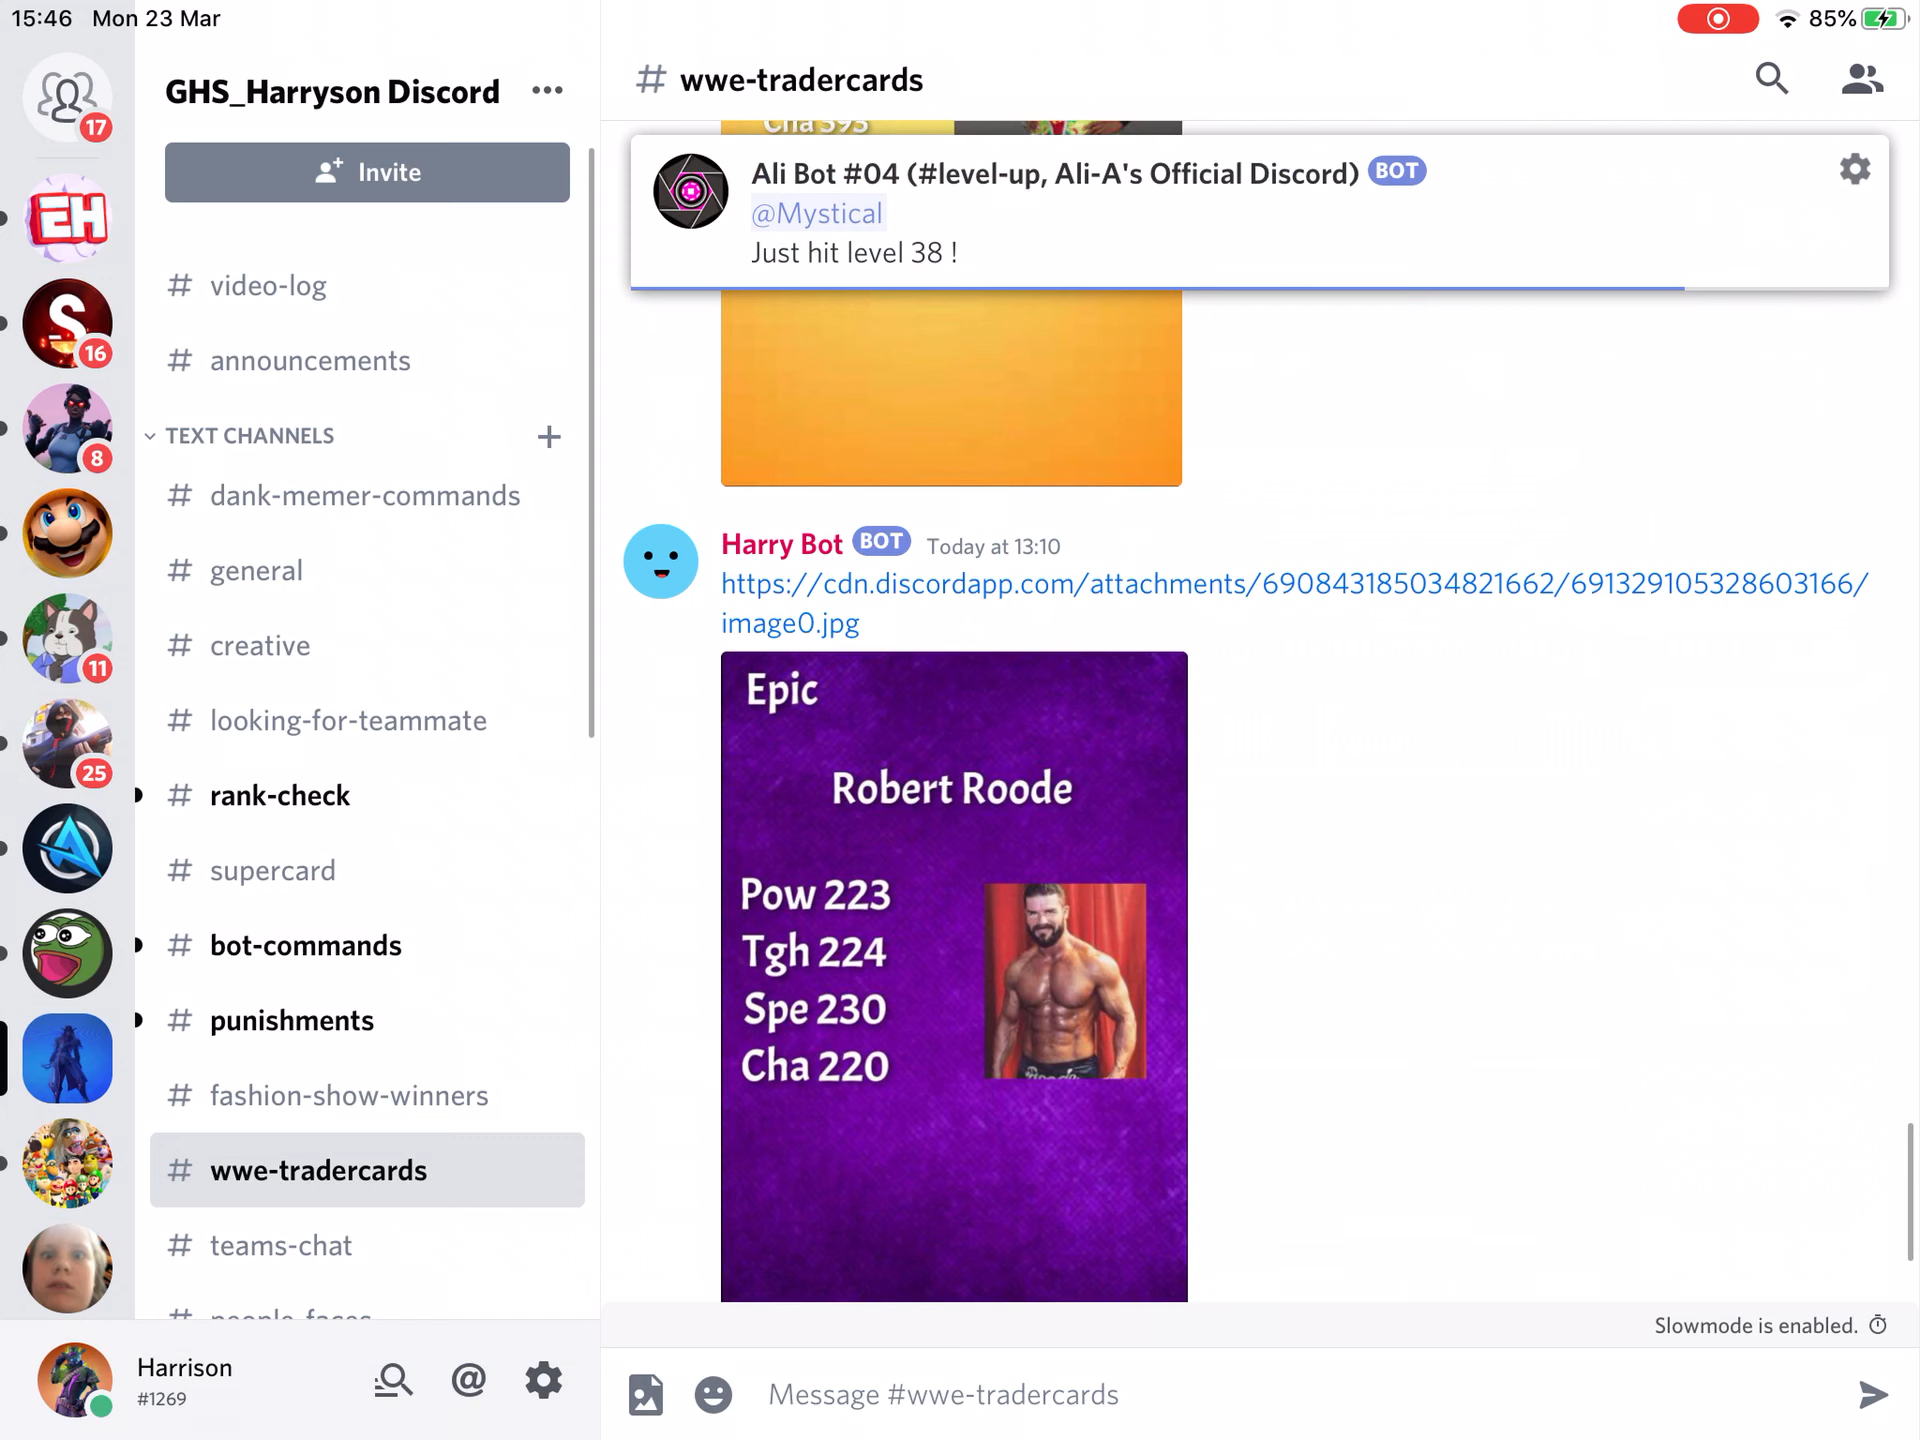 15:46 Mon 23 Mar
85%
17
EH
S
16
8
11
25
GHS_Harryson Discord
Invite
# video-log
# announcements
TEXT CHANNELS
# dank-memer-commands
# general
# creative
# looking-for-teammate
# rank-check
# supercard
# bot-commands
# punishments
# fashion-show-winners
# wwe-tradercards
# teams-chat
# people-faces
Harrison
#1269
# wwe-tradercards
Cha 393
Ali Bot #04 (#level-up, Ali-A's Official Discord) BOT
@Mystical
Just hit level 38 !
Harry Bot BOT Today at 13:10
https://cdn.discordapp.com/attachments/690843185034821662/691329105328603166/
image0.jpg
Epic
Robert Roode
Pow 223
Tgh 224
Spe 230
Cha 220
Slowmode is enabled.
Message #wwe-tradercards